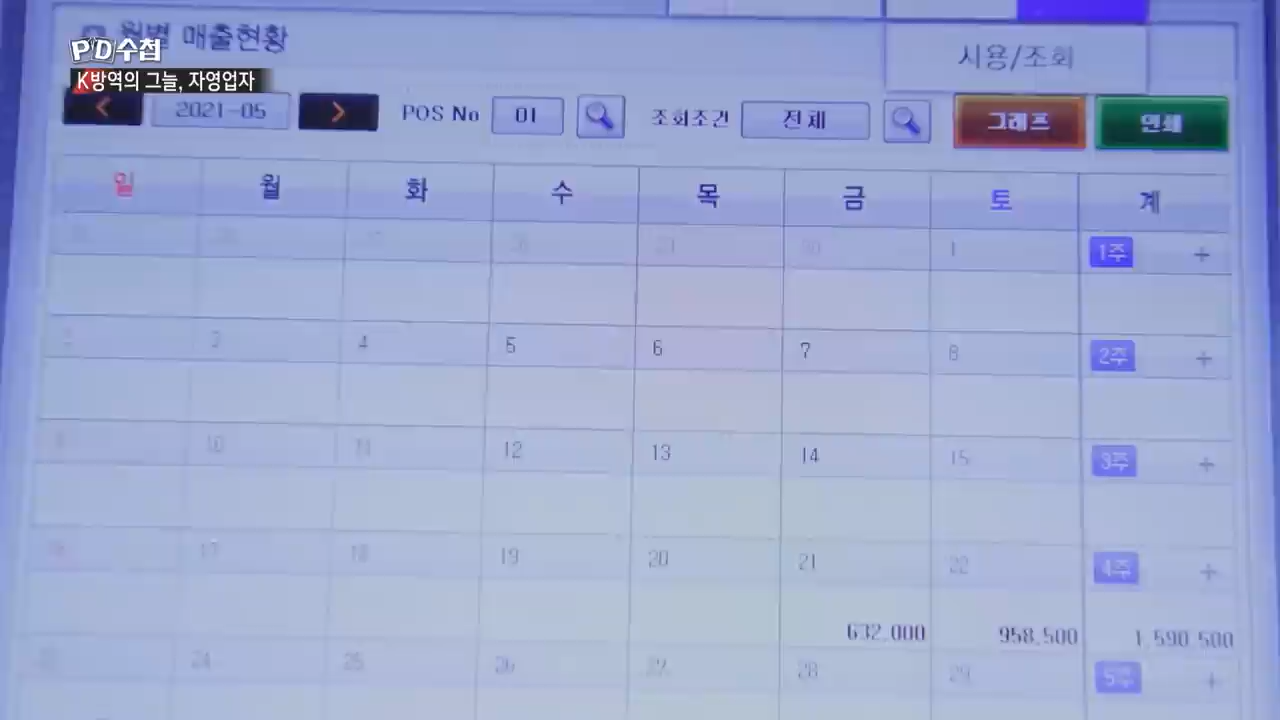 월별 매출현황
PD수첩
시용/조회
K방역의 그늘, 자영업자
2021-05 POS No 01 조회조건 전체 그래프 인쇄
일 월 화 수 목 금 토 계
30 1 1주 +
3 4 5 6 7 8 2주 +
9 10 11 12 13 14 15 3주 +
16 17 18 19 20 21 22 4주 +
632,000 958,500 1,590,500
23 24 25 26 27 28 29 5주 +